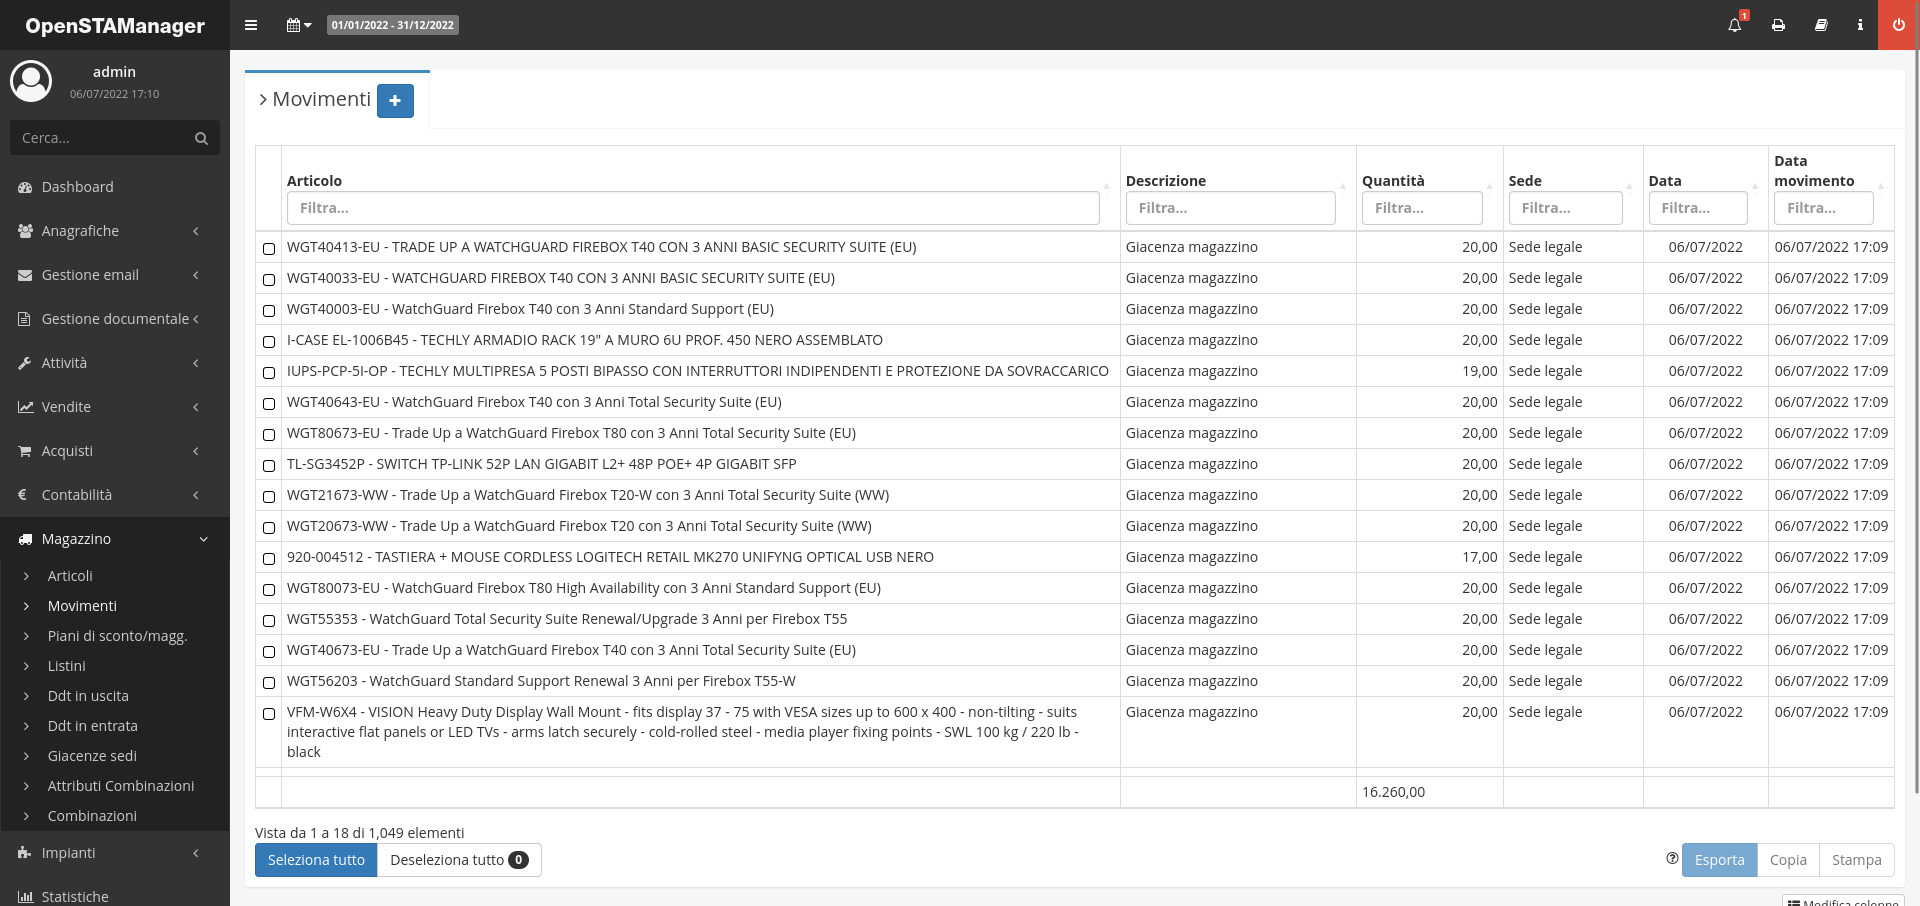 OpenSTAManager
01/01/2022 - 31/12/2022
1
admin
06/07/2022 17:10
Cerca...
Dashboard
Anagrafiche
Gestione email
Gestione documentale
Attività
Vendite
Acquisti
Contabilità
Magazzino
Articoli
Movimenti
Piani di sconto/magg.
Listini
Ddt in uscita
Ddt in entrata
Giacenze sedi
Attributi Combinazioni
Combinazioni
Impianti
Statistiche
Movimenti
Articolo Descrizione Quantità Sede Data Data movimento
Filtra... Filtra... Filtra... Filtra... Filtra... Filtra...
WGT40413-EU - TRADE UP A WATCHGUARD FIREBOX T40 CON 3 ANNI BASIC SECURITY SUITE (EU) Giacenza magazzino 20,00 Sede legale 06/07/2022 06/07/2022 17:09
WGT40033-EU - WATCHGUARD FIREBOX T40 CON 3 ANNI BASIC SECURITY SUITE (EU) Giacenza magazzino 20,00 Sede legale 06/07/2022 06/07/2022 17:09
WGT40003-EU - WatchGuard Firebox T40 con 3 Anni Standard Support (EU) Giacenza magazzino 20,00 Sede legale 06/07/2022 06/07/2022 17:09
I-CASE EL-1006B45 - TECHLY ARMADIO RACK 19" A MURO 6U PROF. 450 NERO ASSEMBLATO Giacenza magazzino 20,00 Sede legale 06/07/2022 06/07/2022 17:09
IUPS-PCP-5I-OP - TECHLY MULTIPRESA 5 POSTI BIPASSO CON INTERRUTTORI INDIPENDENTI E PROTEZIONE DA SOVRACCARICO Giacenza magazzino 19,00 Sede legale 06/07/2022 06/07/2022 17:09
WGT40643-EU - WatchGuard Firebox T40 con 3 Anni Total Security Suite (EU) Giacenza magazzino 20,00 Sede legale 06/07/2022 06/07/2022 17:09
WGT80673-EU - Trade Up a WatchGuard Firebox T80 con 3 Anni Total Security Suite (EU) Giacenza magazzino 20,00 Sede legale 06/07/2022 06/07/2022 17:09
TL-SG3452P - SWITCH TP-LINK 52P LAN GIGABIT L2+ 48P POE+ 4P GIGABIT SFP Giacenza magazzino 20,00 Sede legale 06/07/2022 06/07/2022 17:09
WGT21673-WW - Trade Up a WatchGuard Firebox T20-W con 3 Anni Total Security Suite (WW) Giacenza magazzino 20,00 Sede legale 06/07/2022 06/07/2022 17:09
WGT20673-WW - Trade Up a WatchGuard Firebox T20 con 3 Anni Total Security Suite (WW) Giacenza magazzino 20,00 Sede legale 06/07/2022 06/07/2022 17:09
920-004512 - TASTIERA + MOUSE CORDLESS LOGITECH RETAIL MK270 UNIFYNG OPTICAL USB NERO Giacenza magazzino 17,00 Sede legale 06/07/2022 06/07/2022 17:09
WGT80073-EU - WatchGuard Firebox T80 High Availability con 3 Anni Standard Support (EU) Giacenza magazzino 20,00 Sede legale 06/07/2022 06/07/2022 17:09
WGT55353 - WatchGuard Total Security Suite Renewal/Upgrade 3 Anni per Firebox T55 Giacenza magazzino 20,00 Sede legale 06/07/2022 06/07/2022 17:09
WGT40673-EU - Trade Up a WatchGuard Firebox T40 con 3 Anni Total Security Suite (EU) Giacenza magazzino 20,00 Sede legale 06/07/2022 06/07/2022 17:09
WGT56203 - WatchGuard Standard Support Renewal 3 Anni per Firebox T55-W Giacenza magazzino 20,00 Sede legale 06/07/2022 06/07/2022 17:09
VFM-W6X4 - VISION Heavy Duty Display Wall Mount - fits display 37 - 75 with VESA sizes up to 600 x 400 - non-tilting - suits Giacenza magazzino 20,00 Sede legale 06/07/2022 06/07/2022 17:09
interactive flat panels or LED TVs - arms latch securely - cold-rolled steel - media player fixing points - SWL 100 kg / 220 lb -
black
16.260,00
Vista da 1 a 18 di 1,049 elementi
Seleziona tutto Deseleziona tutto 0 Esporta Copia Stampa
Modifica colonne